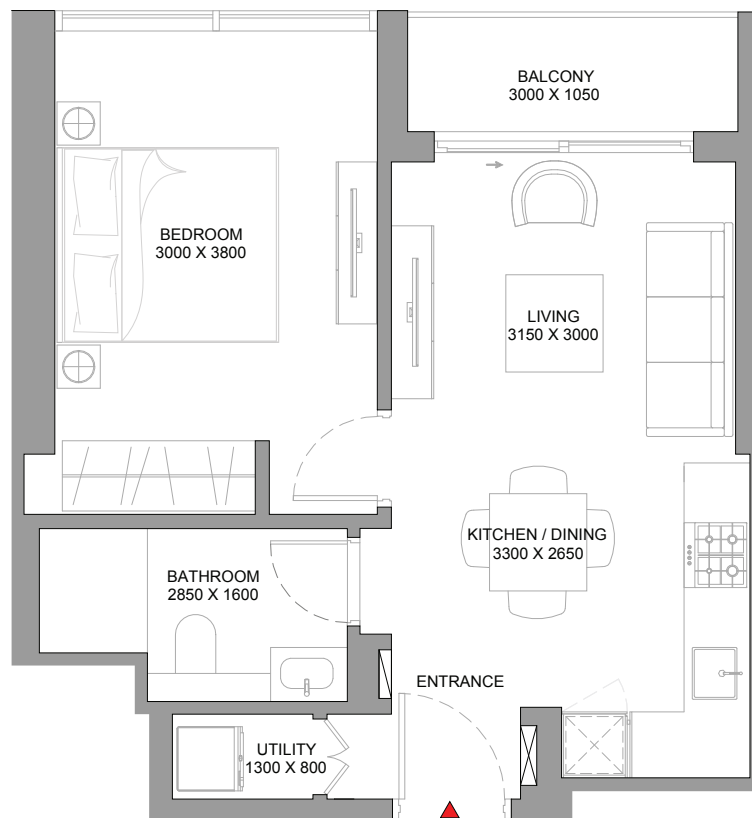 BALCONY
3000 X 1050
BEDROOM
3000 X 3800
LIVING
3150 X 3000
KITCHEN / DINING
3300 X 2650
BATHROOM
2850 X 1600
ENTRANCE
UTILITY
1300 X 800